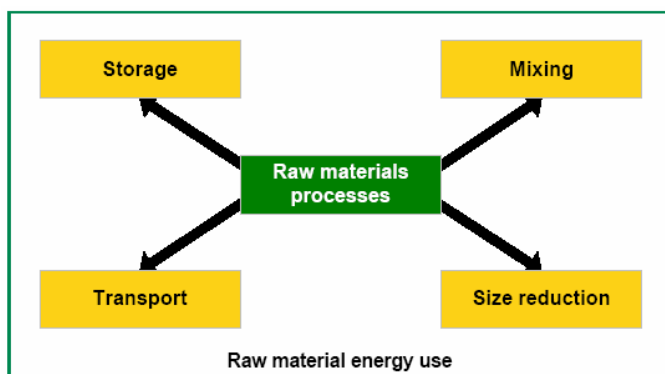 Storage
Mixing
Raw materials
processes
Transport
Size reduction
Raw material energy use